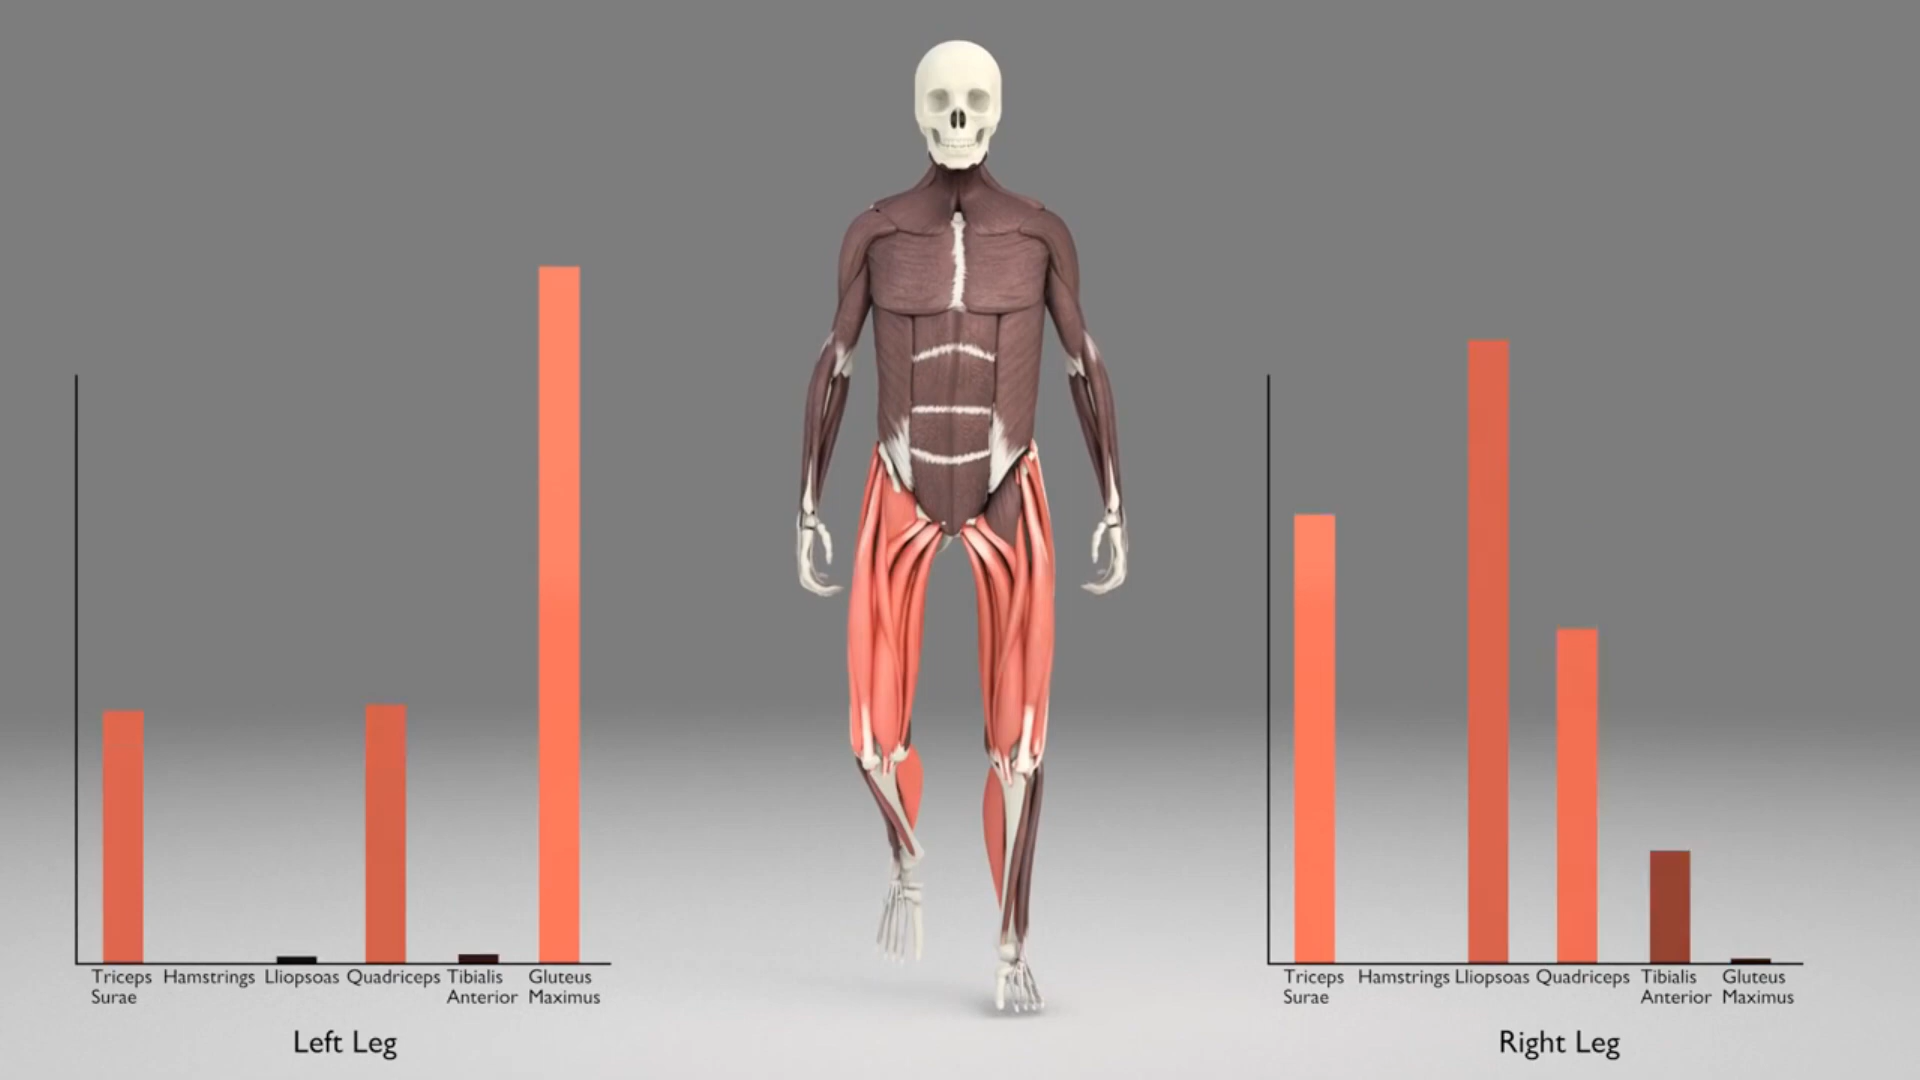 Triceps Surae
Hamstrings
Lliopsoas
Quadriceps
Tibialis Anterior
Gluteus Maximus
Left Leg
Triceps Surae
Hamstrings
Lliopsoas
Quadriceps
Tibialis Anterior
Gluteus Maximus
Right Leg